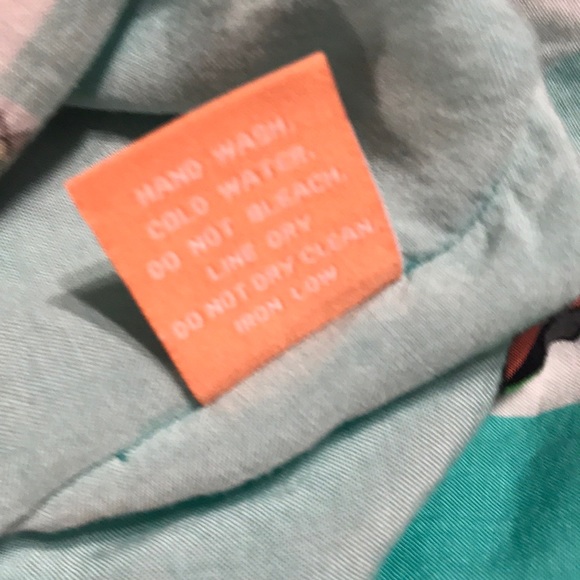 HAND WASH,
COLD WATER.
DO NOT BLEACH.
LINE DRY
DO NOT DRY CLEAN.
IRON LOW